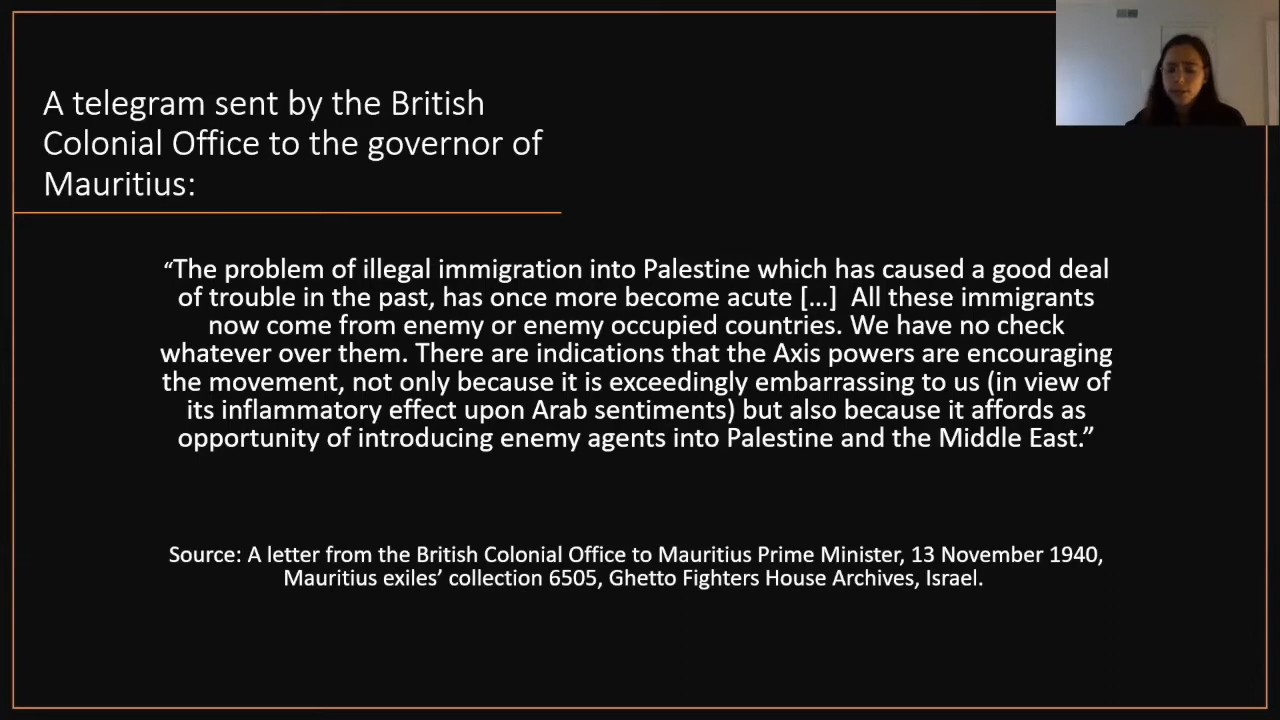 A telegram sent by the British
Colonial Office to the governor of
Mauritius:
“The problem of illegal immigration into Palestine which has caused a good deal
of trouble in the past, has once more become acute […]  All these immigrants
now come from enemy or enemy occupied countries. We have no check
whatever over them. There are indications that the Axis powers are encouraging
the movement, not only because it is exceedingly embarrassing to us (in view of
its inflammatory effect upon Arab sentiments) but also because it affords as
opportunity of introducing enemy agents into Palestine and the Middle East.”
Source: A letter from the British Colonial Office to Mauritius Prime Minister, 13 November 1940,
Mauritius exiles’ collection 6505, Ghetto Fighters House Archives, Israel.